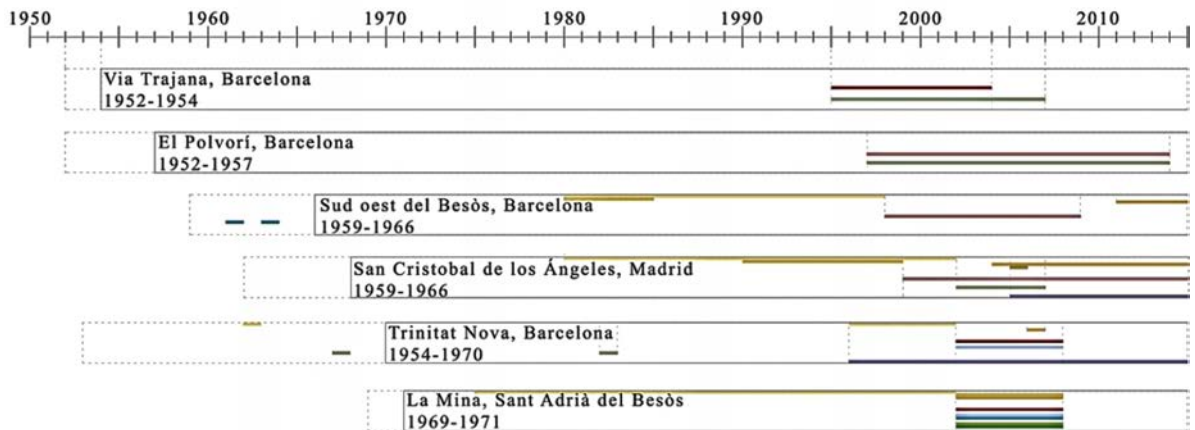 1950 1960 1970 1980 1990 2000 2010
Via Trajana, Barcelona
1952-1954
El Polvorí, Barcelona
1952-1957
Sud oest del Besòs, Barcelona
1959-1966
San Cristobal de los Ángeles, Madrid
1959-1966
Trinitat Nova, Barcelona
1954-1970
La Mina, Sant Adrià del Besòs
1969-1971